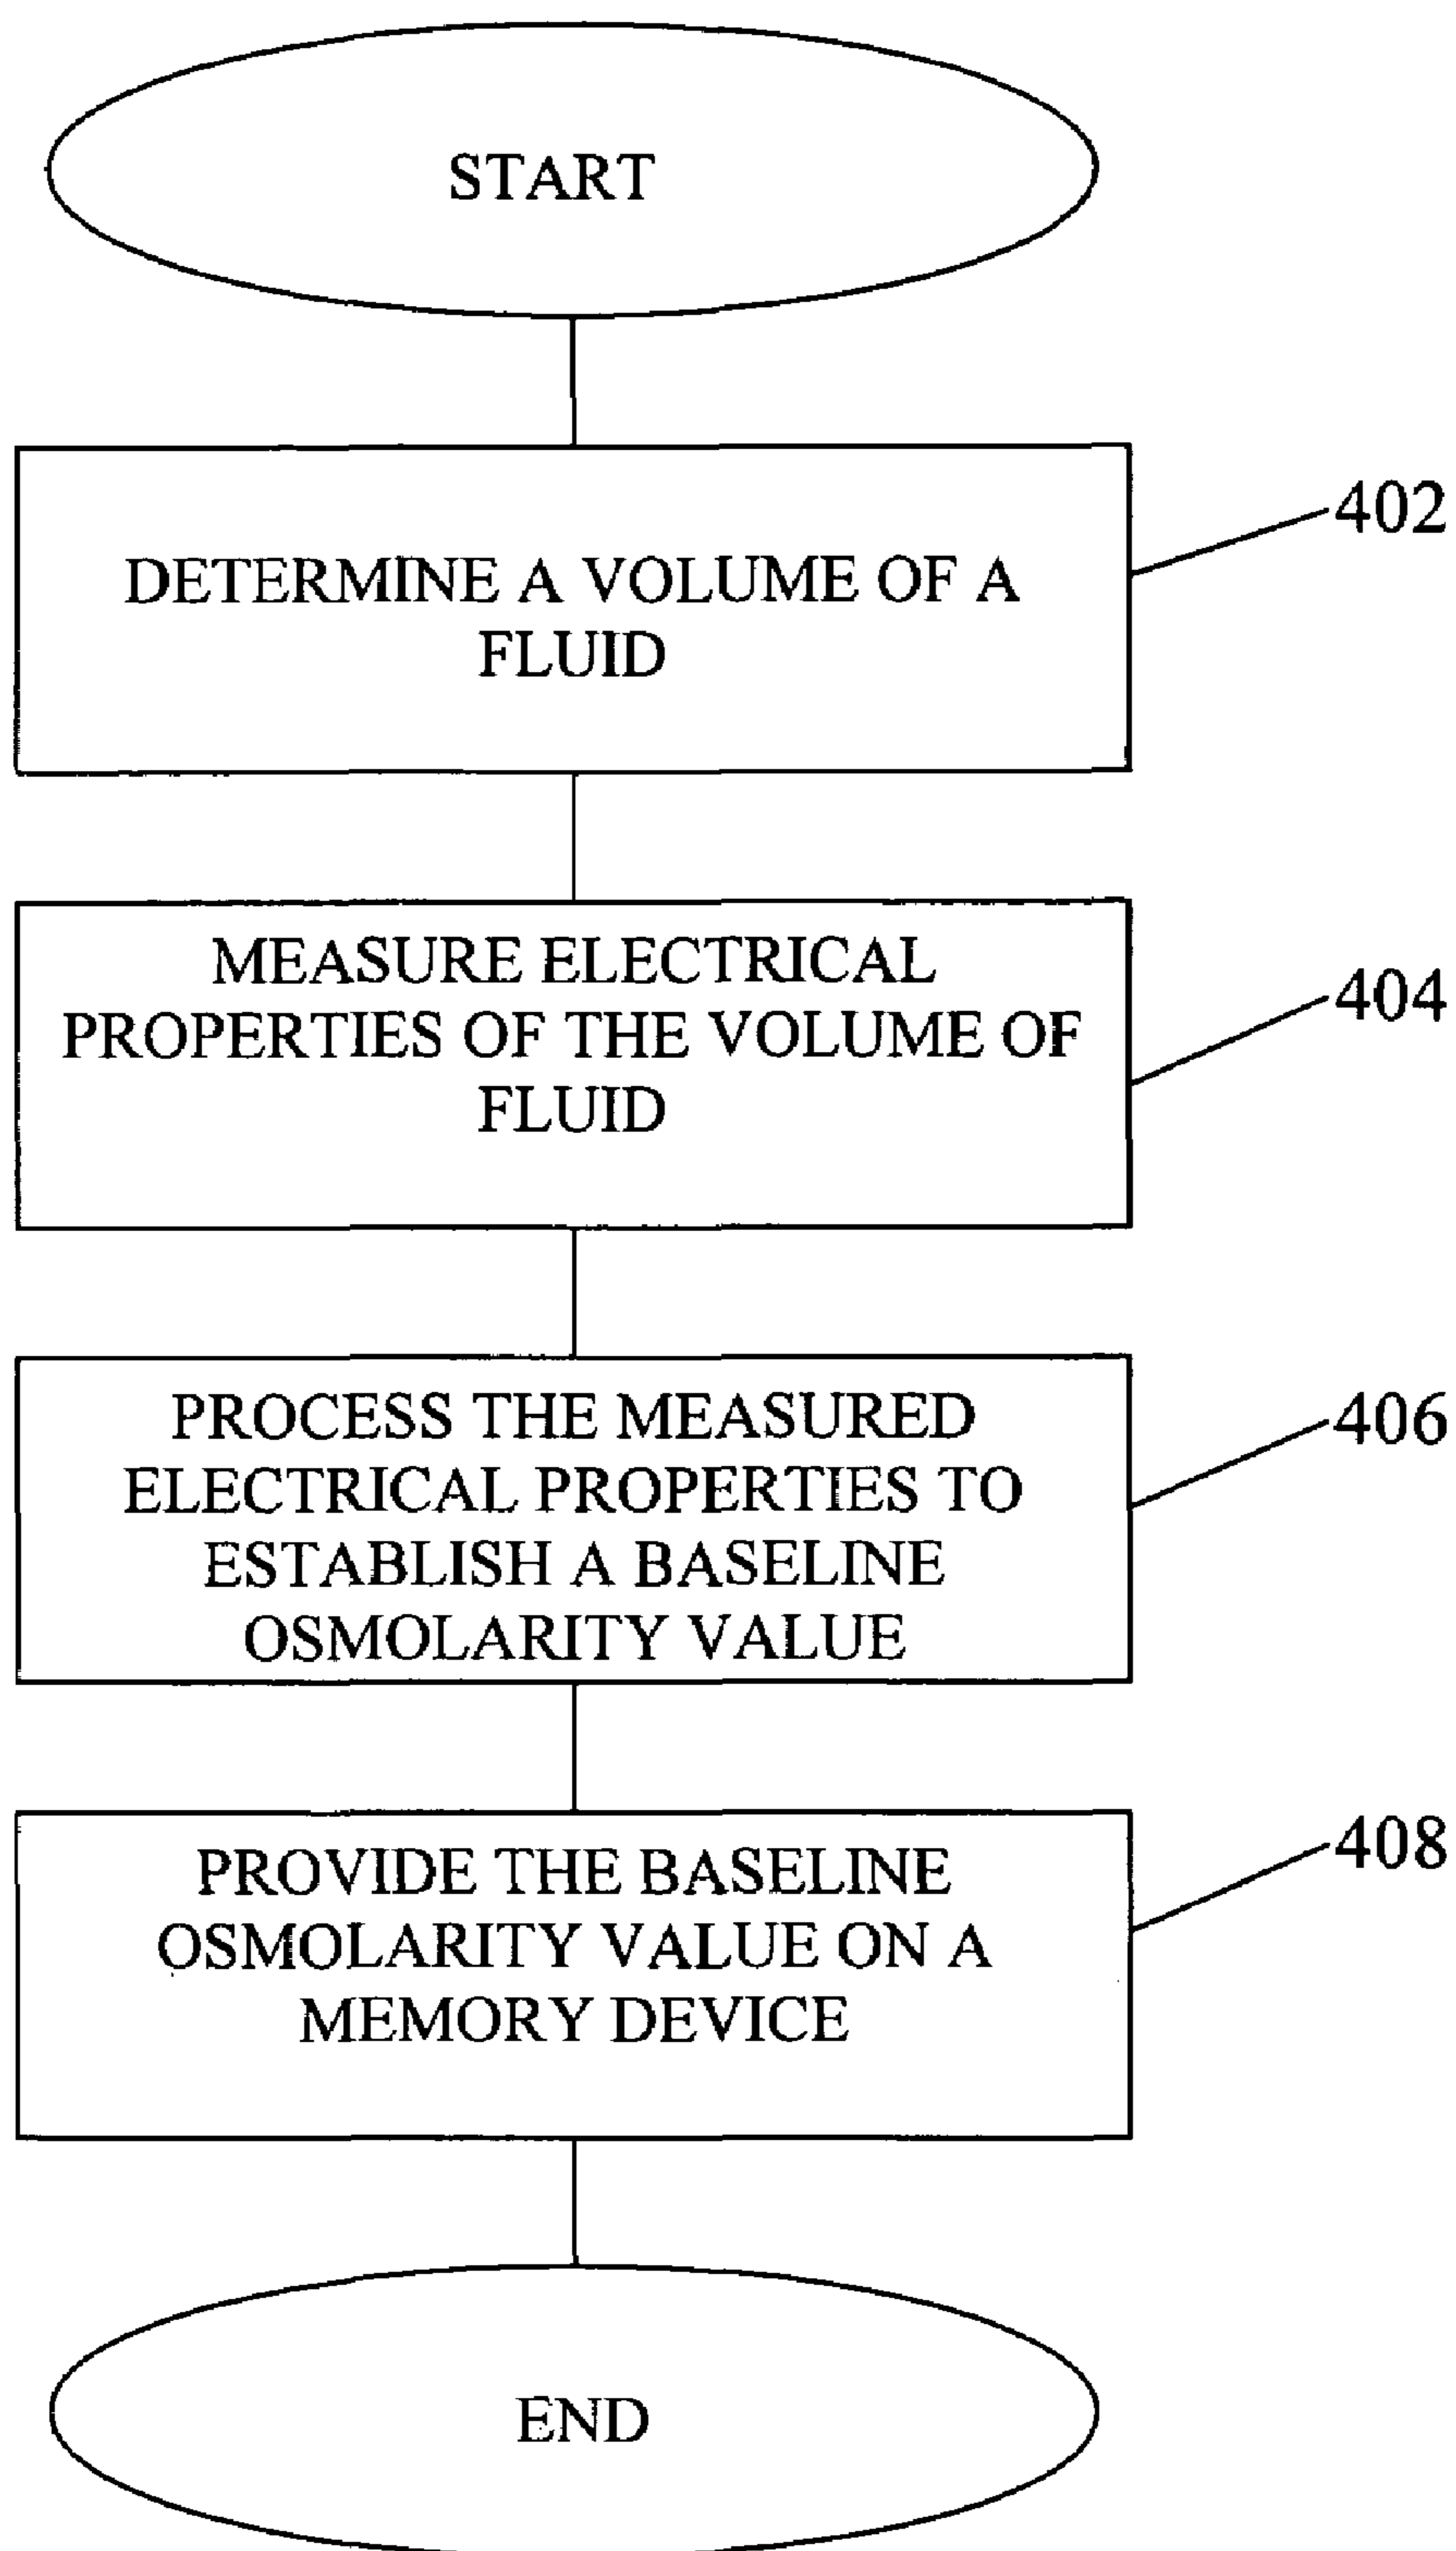 START
DETERMINE A VOLUME OF A
FLUID
402
MEASURE ELECTRICAL
PROPERTIES OF THE VOLUME OF
FLUID
404
PROCESS THE MEASURED
ELECTRICAL PROPERTIES TO
ESTABLISH A BASELINE
OSMOLARITY VALUE
406
PROVIDE THE BASELINE
OSMOLARITY VALUE ON A
MEMORY DEVICE
408
END